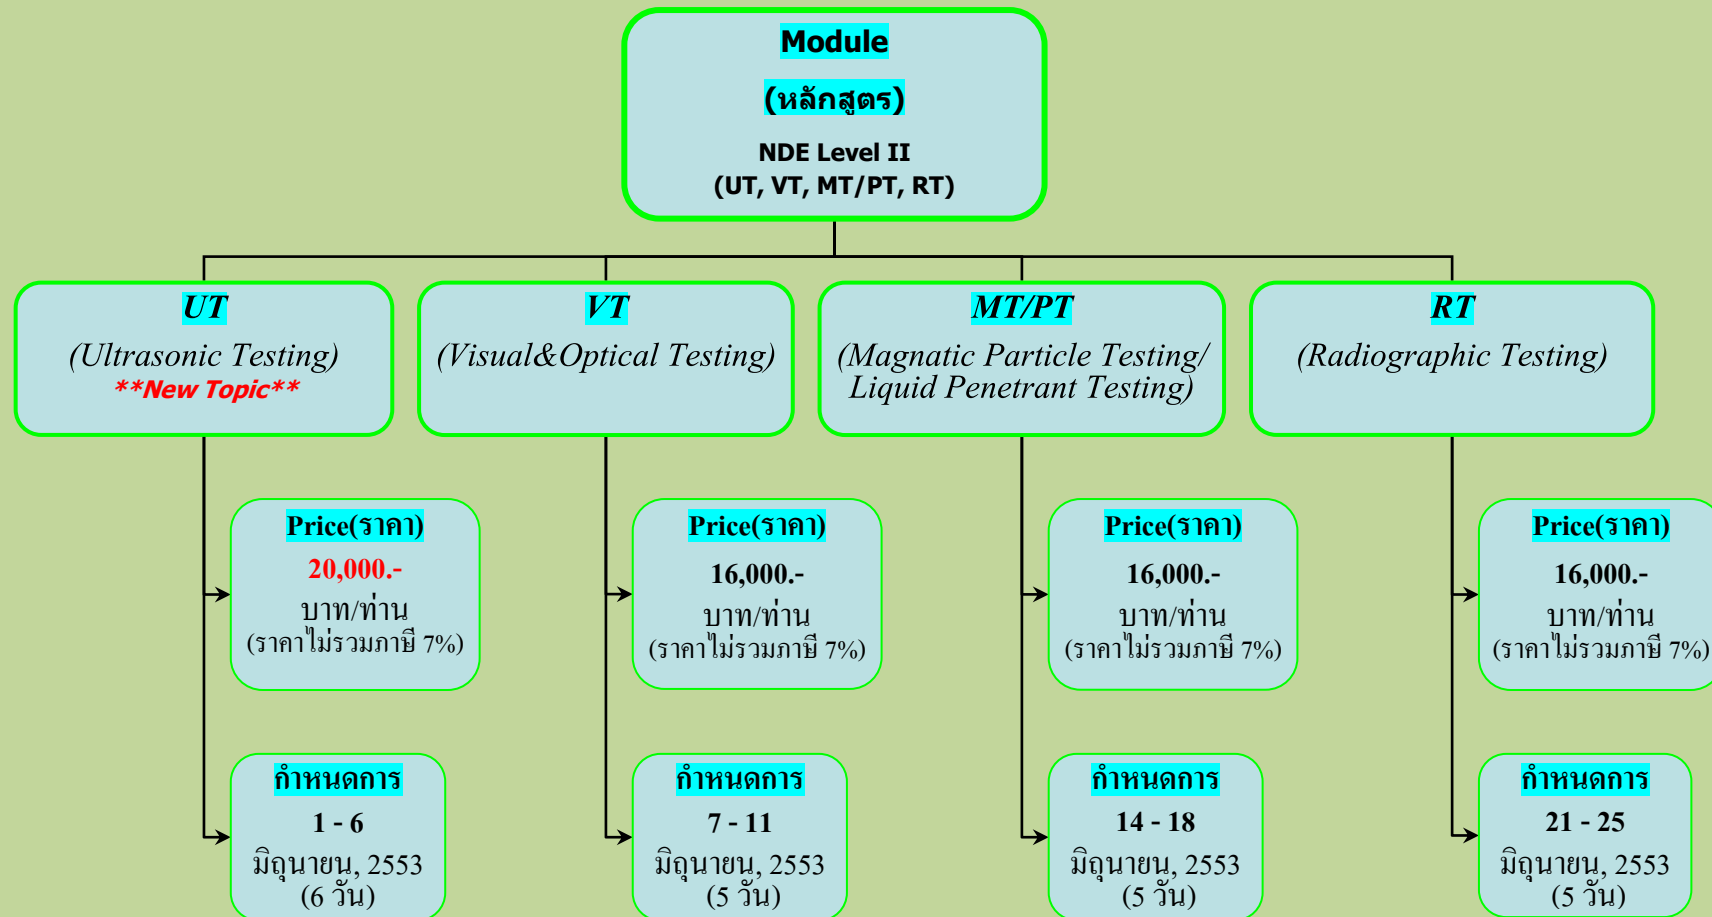 Module
(หลักสูตร)
NDE Level II
(UT, VT, MT/PT, RT)
UT
(Ultrasonic Testing)
**New Topic**
VT
(Visual&Optical Testing)
MT/PT
(Magnatic Particle Testing/
Liquid Penetrant Testing)
RT
(Radiographic Testing)
Price(ราคา)
20,000.-
บาท/ท่าน
(ราคาไม่รวมภาษี 7%)
Price(ราคา)
16,000.-
บาท/ท่าน
(ราคาไม่รวมภาษี 7%)
Price(ราคา)
16,000.-
บาท/ท่าน
(ราคาไม่รวมภาษี 7%)
Price(ราคา)
16,000.-
บาท/ท่าน
(ราคาไม่รวมภาษี 7%)
กำหนดการ
1 - 6
มิถุนายน, 2553
(6 วัน)
กำหนดการ
7 - 11
มิถุนายน, 2553
(5 วัน)
กำหนดการ
14 - 18
มิถุนายน, 2553
(5 วัน)
กำหนดการ
21 - 25
มิถุนายน, 2553
(5 วัน)